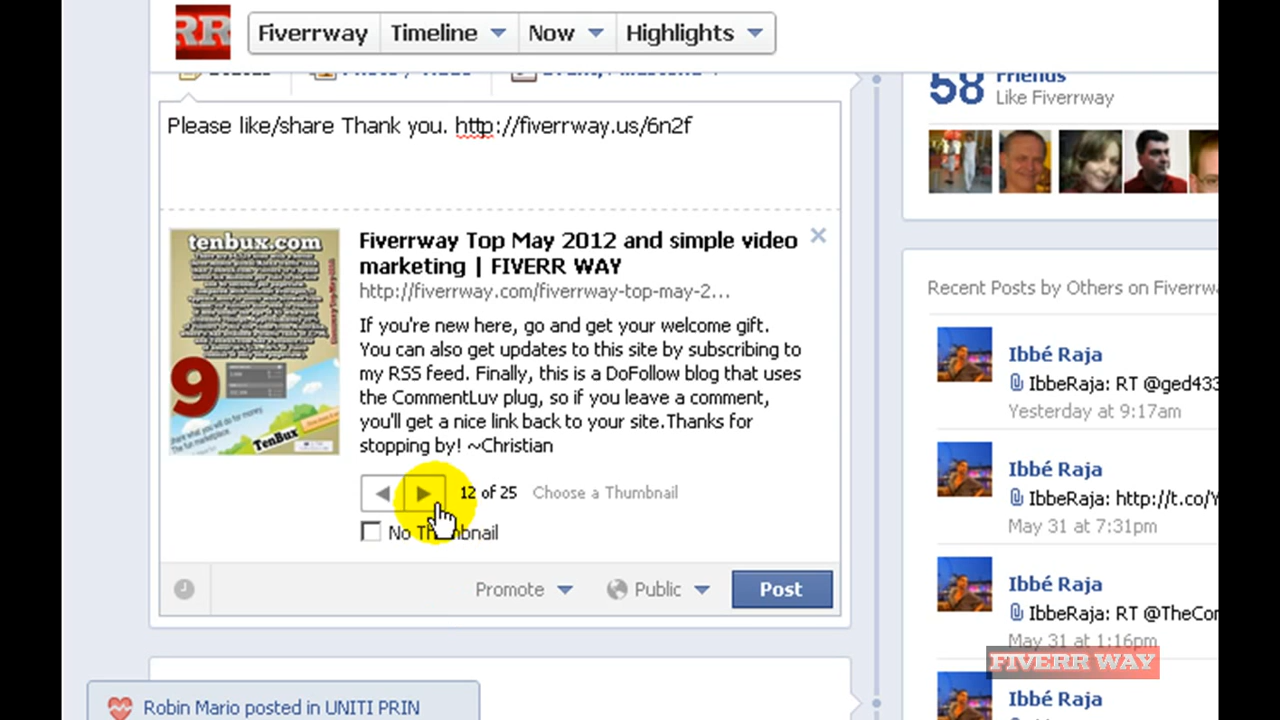 RR
Fiverrway
Timeline
Now
Highlights
Please like/share Thank you. http://fiverrway.us/6n2f
58
Friends
Like Fiverrway
tenbux.com
9
TenBux
Fiverrway Top May 2012 and simple video
marketing | FIVERR WAY
http://fiverrway.com/fiverrway-top-may-2...
If you're new here, go and get your welcome gift.
You can also get updates to this site by subscribing to
my RSS feed. Finally, this is a DoFollow blog that uses
the CommentLuv plug, so if you leave a comment,
you'll get a nice link back to your site.Thanks for
stopping by! ~Christian
12 of 25 Choose a Thumbnail
No Th bnail
Promote
Public
Post
Recent Posts by Others on Fiverrwa
Ibbé Raja
IbbeRaja: RT @ged433
Yesterday at 9:17am
Ibbé Raja
IbbeRaja: http://t.co/Y
May 31 at 7:31pm
Ibbé Raja
IbbeRaja: RT @TheCor
May 31 at 1:16pm
FIVERR WAY
Ibbé Raja
Robin Mario posted in UNITI PRIN